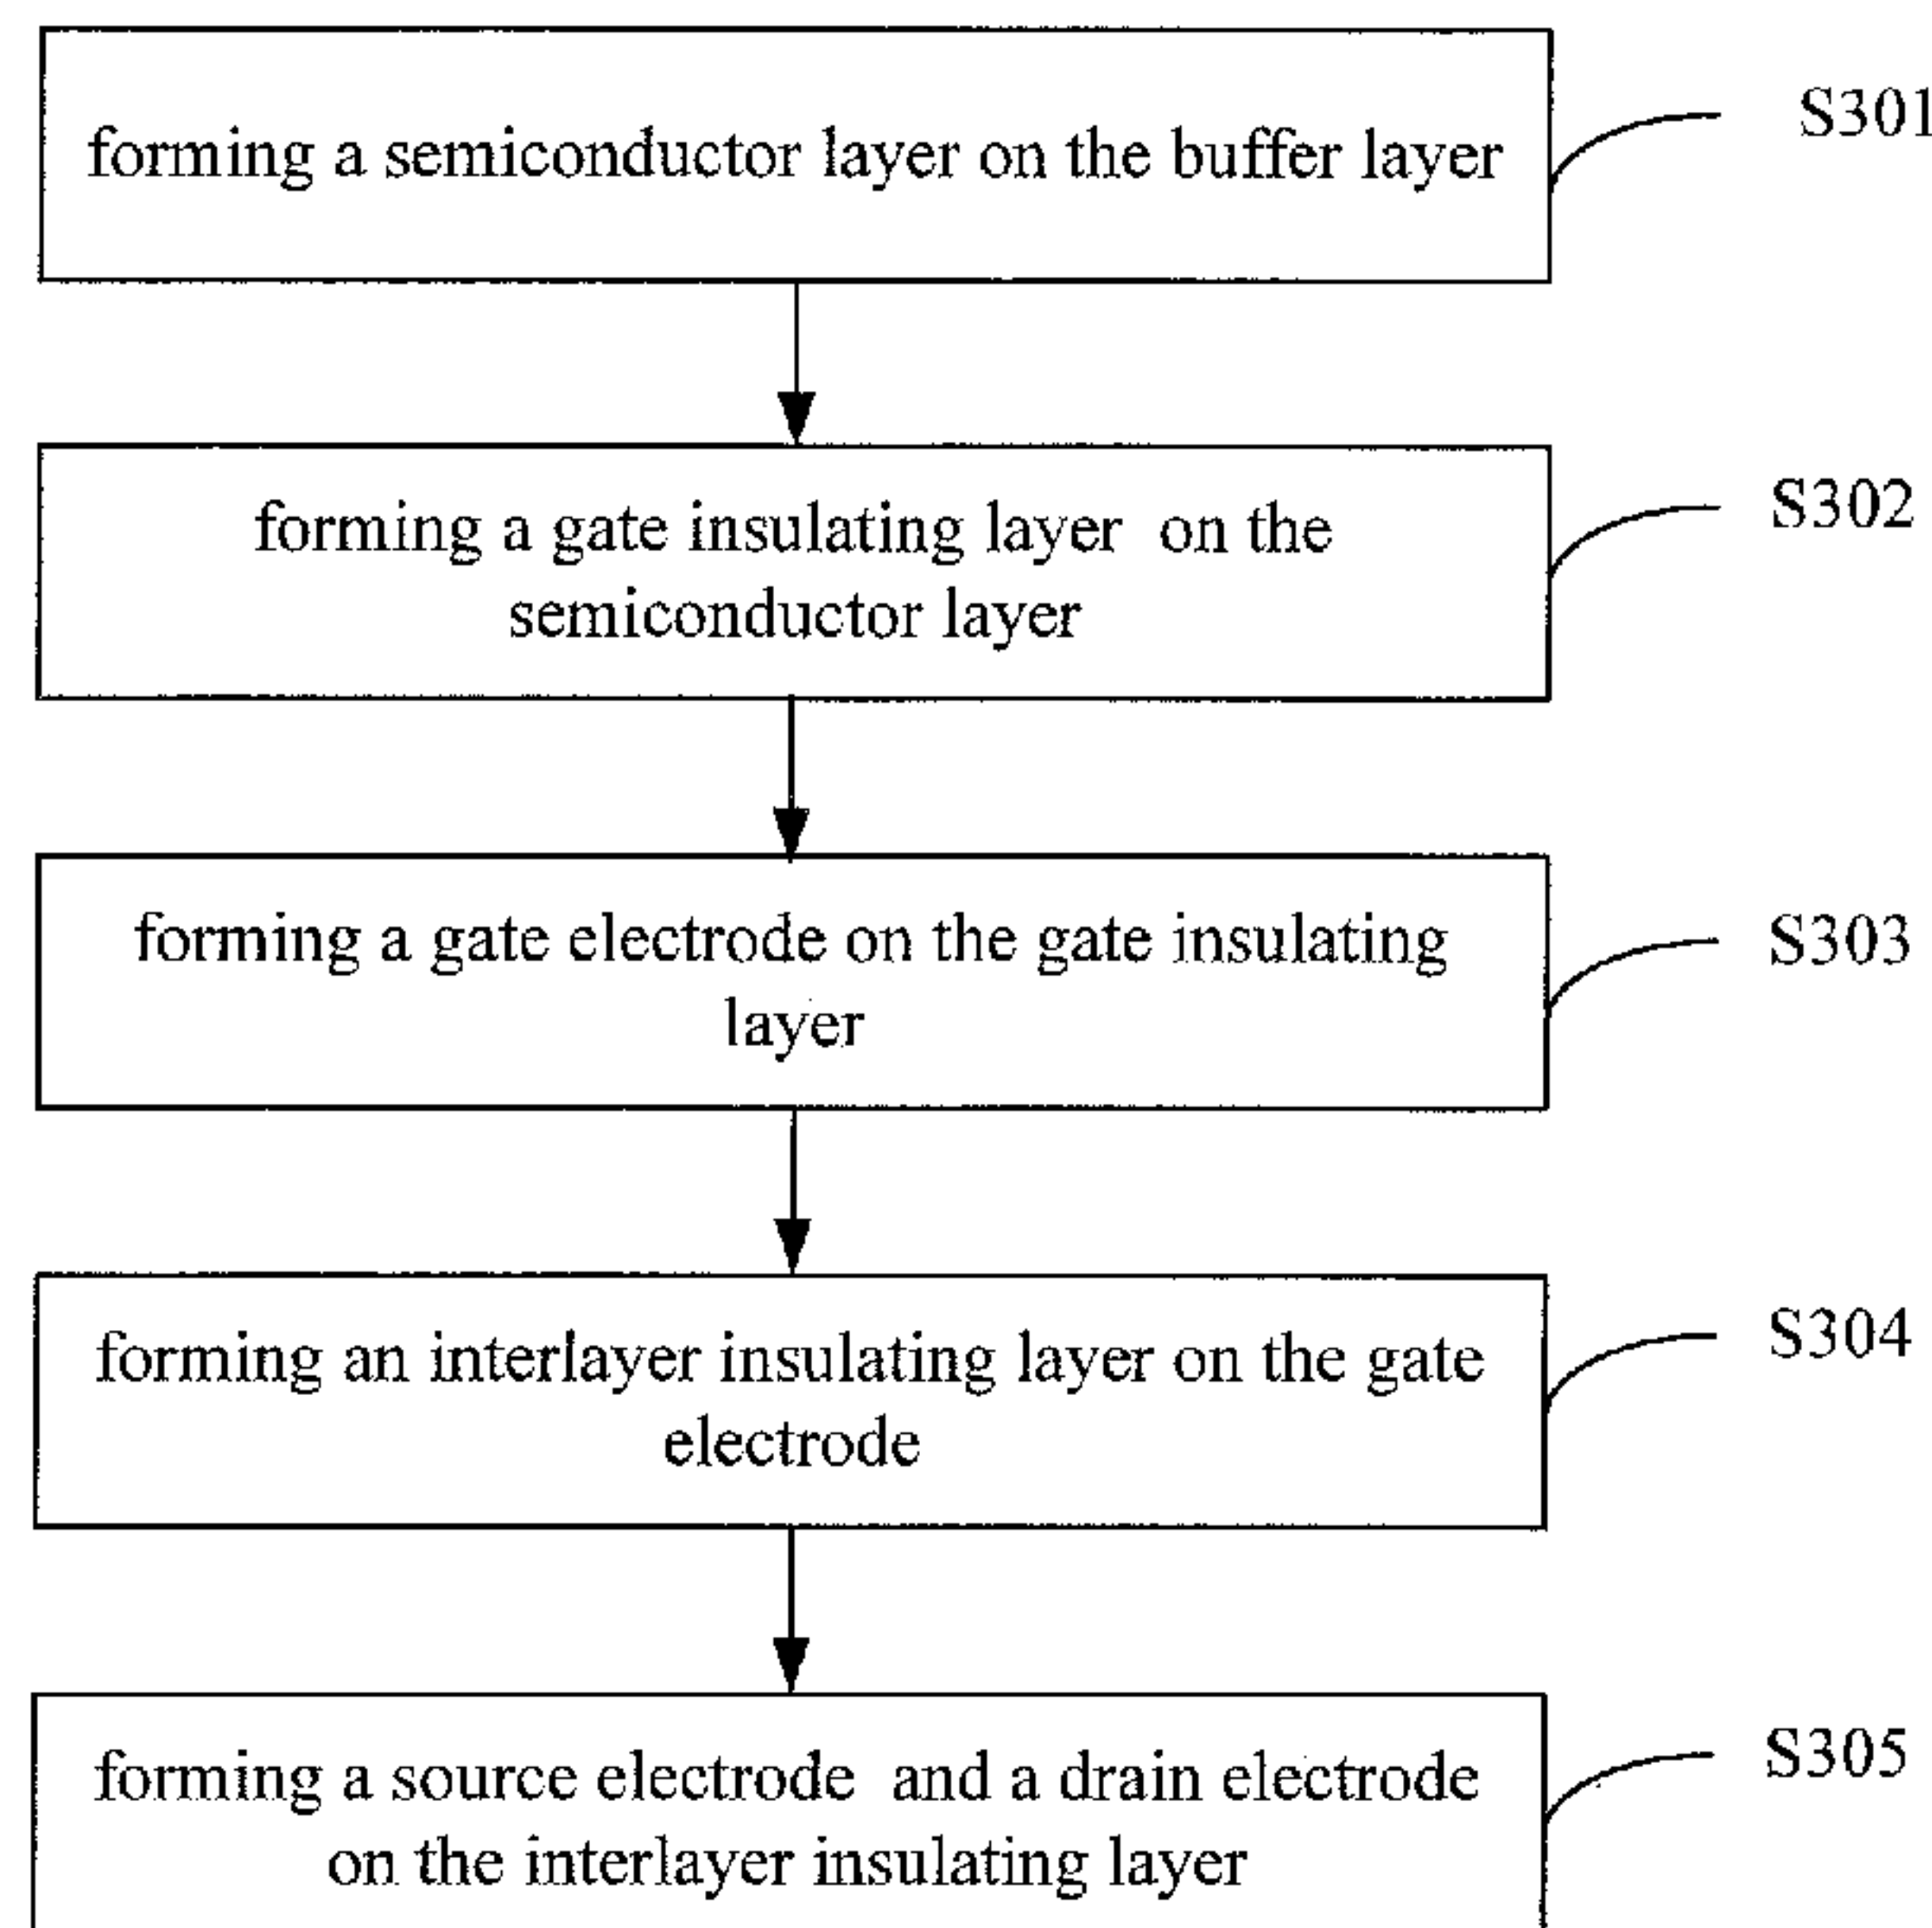 forming a semiconductor layer on the buffer layer
S301
forming a gate insulating layer on the
semiconductor layer
S302
forming a gate electrode on the gate insulating
layer
S303
forming an interlayer insulating layer on the gate
electrode
S304
forming a source electrode and a drain electrode
on the interlayer insulating layer
S305